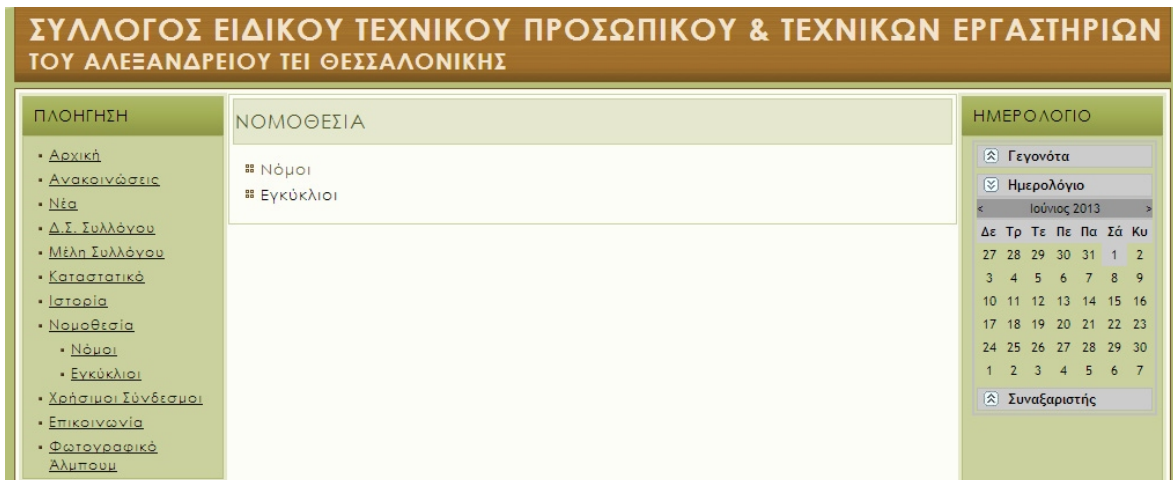 ΣΥΛΛΟΓΟΣ ΕΙΔΙΚΟΥ ΤΕΧΝΙΚΟΥ ΠΡΟΣΩΠΙΚΟΥ & ΤΕΧΝΙΚΩΝ ΕΡΓΑΣΤΗΡΙΩΝ
ΤΟΥ ΑΛΕΞΑΝΔΡΕΙΟΥ ΤΕΙ ΘΕΣΣΑΛΟΝΙΚΗΣ
ΠΛΟΗΓΗΣΗ
Αρχική
Ανακοινώσεις
Νέα
Δ.Σ. Συλλόγου
Μέλη Συλλόγου
Καταστατικό
Ιστορία
Νομοθεσία
Νόμοι
Εγκύκλιοι
Χρήσιμοι Σύνδεσμοι
Επικοινωνία
Φωτογραφικό
Άλμπουμ
ΝΟΜΟΘΕΣΙΑ
Νόμοι
Εγκύκλιοι
ΗΜΕΡΟΛΟΓΙΟ
Γεγονότα
Ημερολόγιο
< Ιούνιος 2013 >
Δε Τρ Τε Πε Πα Σά Κυ
27 28 29 30 31 1 2
3 4 5 6 7 8 9
10 11 12 13 14 15 16
17 18 19 20 21 22 23
24 25 26 27 28 29 30
1 2 3 4 5 6 7
Συναξαριστής